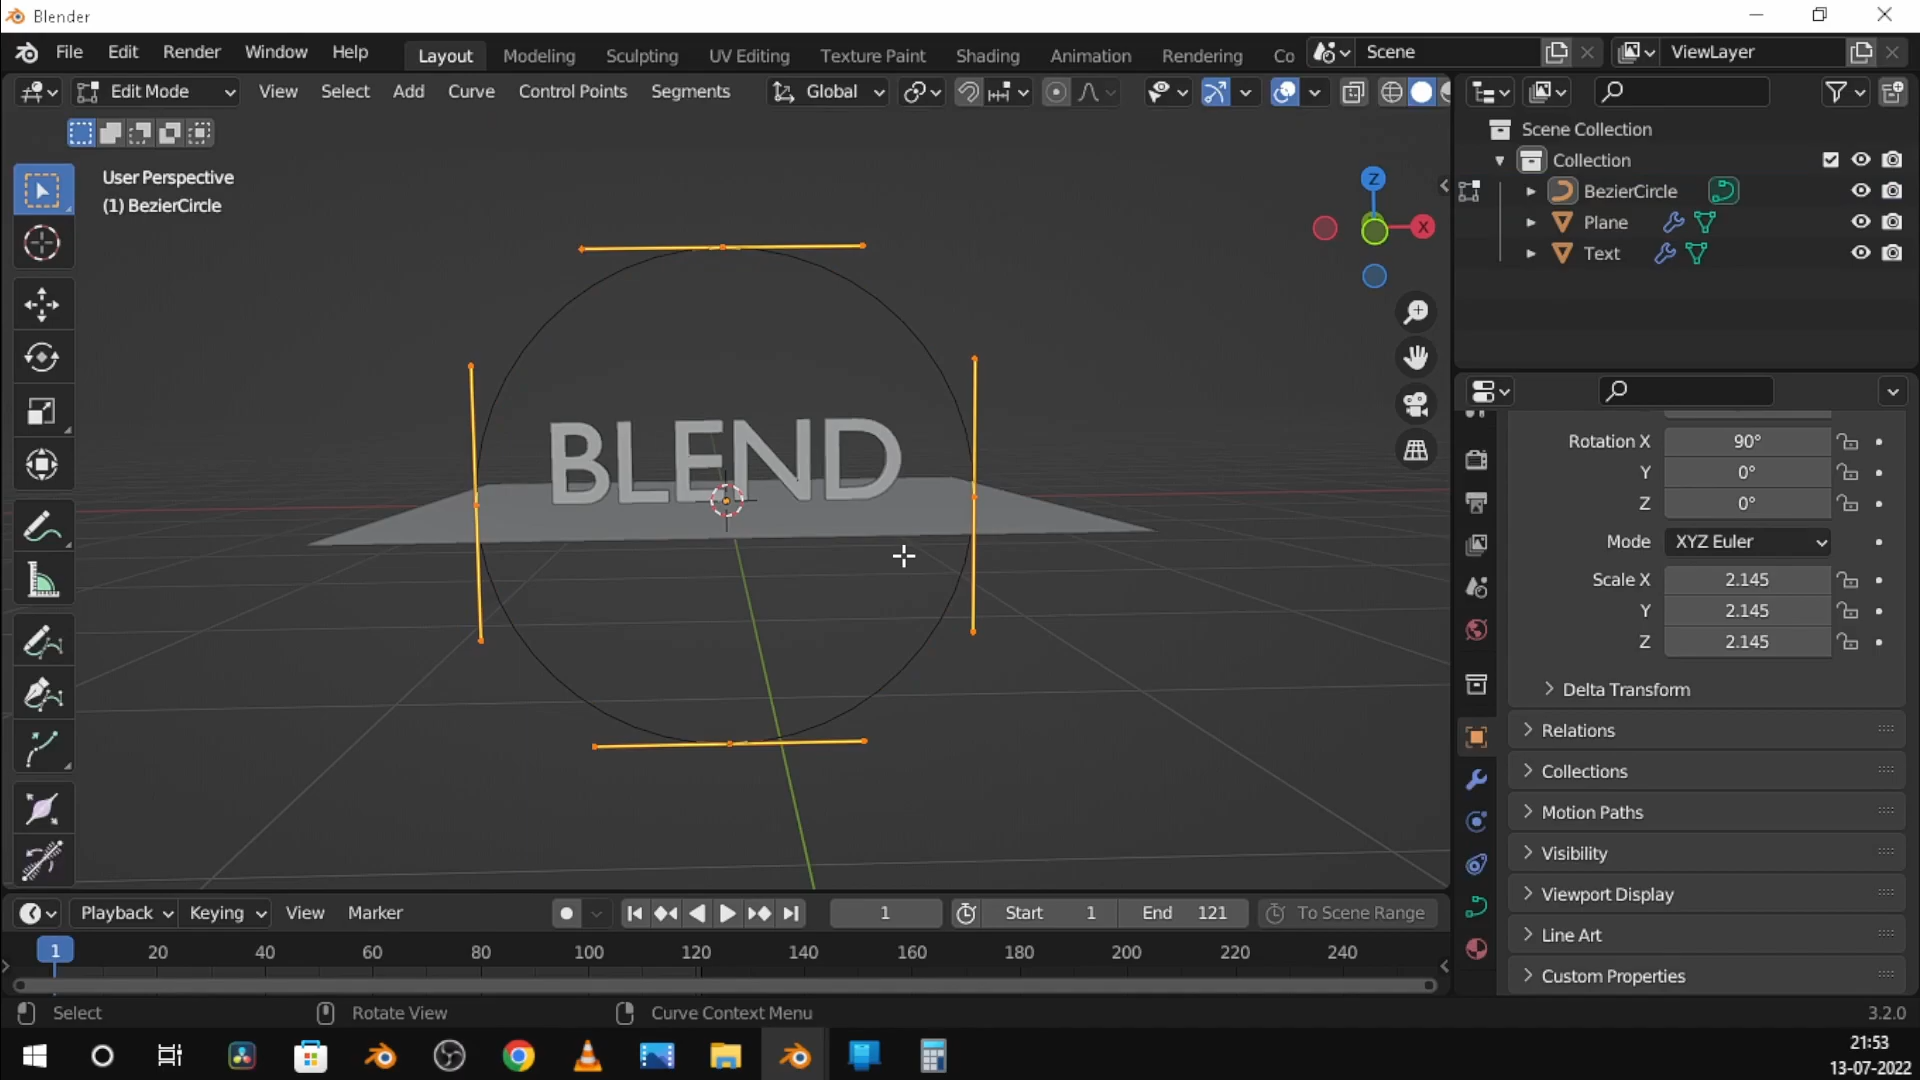 Blender
File Edit Render Window Help Layout Modeling Sculpting UV Editing Texture Paint Shading Animation Rendering Co Scene ViewLayer
Edit Mode View Select Add Curve Control Points Segments Global
User Perspective
(1) BezierCircle
Z
X
BLEND
Scene Collection
Collection
BezierCircle
Plane
Text
Rotation X 90°
Y 0°
Z 0°
Mode XYZ Euler
Scale X 2.145
Y 2.145
Z 2.145
Delta Transform
Relations
Collections
Motion Paths
Visibility
Viewport Display
Line Art
Custom Properties
Playback Keying View Marker 1 Start 1 End 121 To Scene Range
1 20 40 60 80 100 120 140 160 180 200 220 240
Select Rotate View Curve Context Menu 3.2.0
21:53
13-07-2022